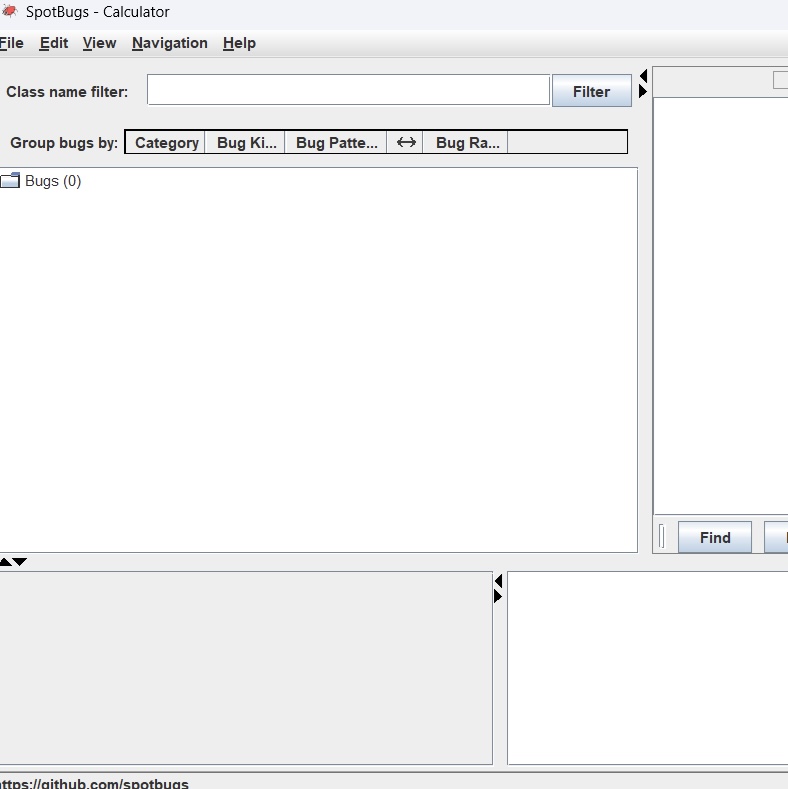 SpotBugs - Calculator
File Edit View Navigation Help
Class name filter: Filter
Group bugs by: Category Bug Ki... Bug Patte... Bug Ra...
Bugs (0)
Find
https://github.com/spotbugs